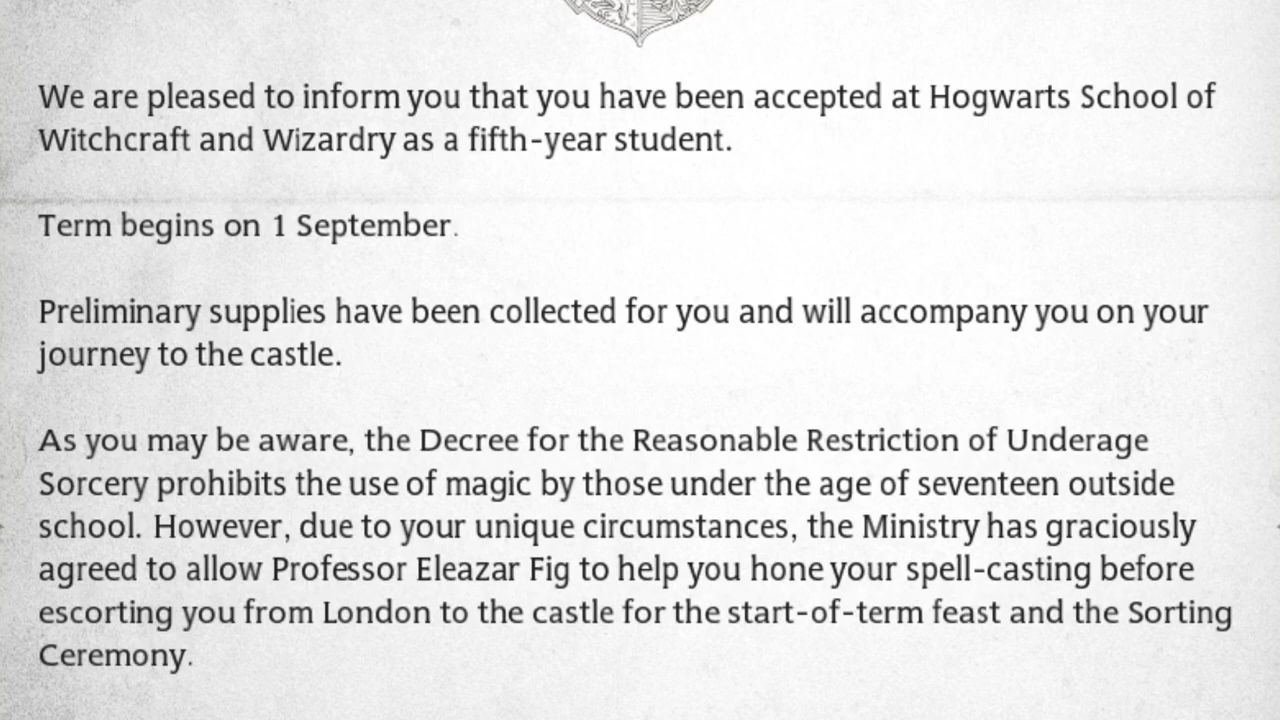 We are pleased to inform you that you have been accepted at Hogwarts School of
Witchcraft and Wizardry as a fifth-year student.
Term begins on 1 September.
Preliminary supplies have been collected for you and will accompany you on your
journey to the castle.
As you may be aware, the Decree for the Reasonable Restriction of Underage
Sorcery prohibits the use of magic by those under the age of seventeen outside
school. However, due to your unique circumstances, the Ministry has graciously
agreed to allow Professor Eleazar Fig to help you hone your spell-casting before
escorting you from London to the castle for the start-of-term feast and the Sorting
Ceremony.